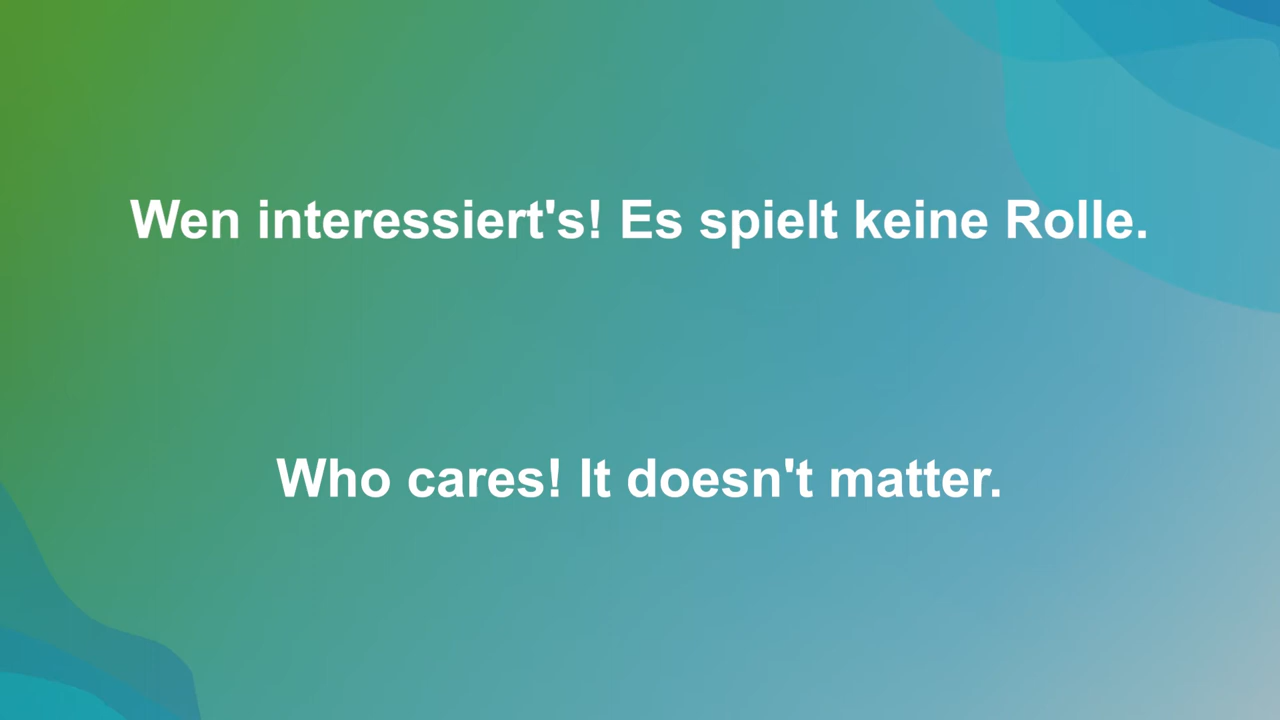 Wen interessiert's! Es spielt keine Rolle.
Who cares! It doesn't matter.